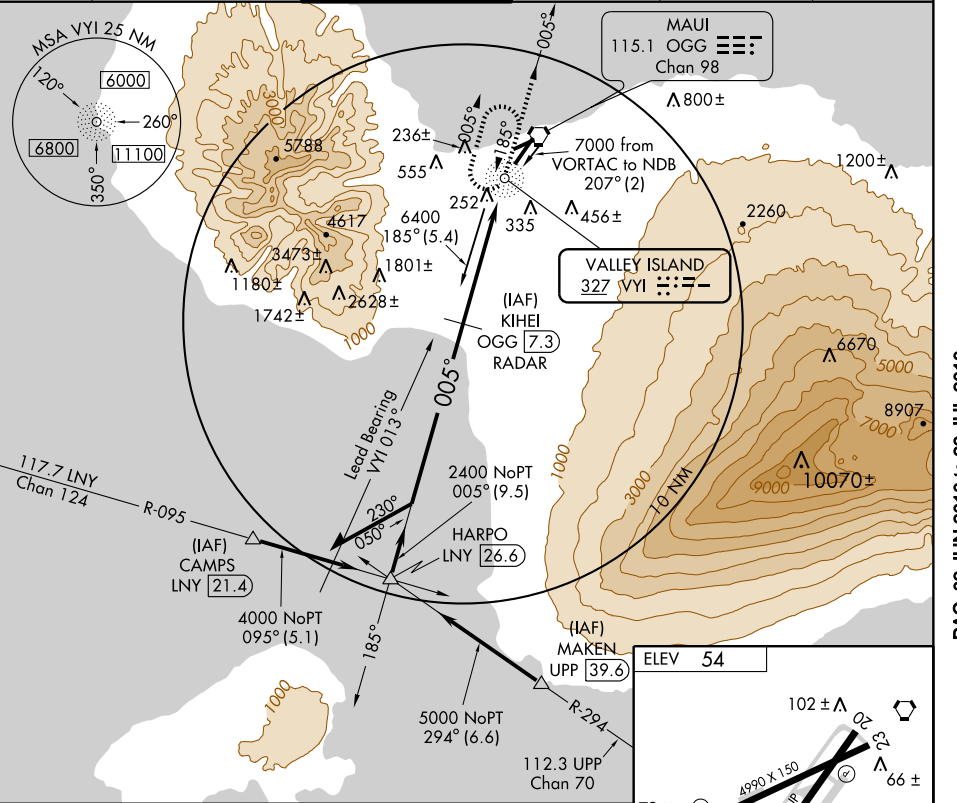 MSA VYI 25 NM
120°
6000
260°
6800
11100
350°
MAUI
115.1 OGG
Chan 98
005°
005°
185°
3000
5788
236±
555
252
800±
7000 from
VORTAC to NDB
207° (2)
1200±
335
456±
2260
4617
3473±
1180±
1742±
2628±
1801±
1000
6400
185° (5.4)
VALLEY ISLAND
327 VYI
(IAF)
KIHEI
OGG 7.3
RADAR
005°
6670
5000
8907
7000
10070±
9000
3000
1000
10 NM
Lead Bearing
VYI 013°
2400 NoPT
005° (9.5)
117.7 LNY
Chan 124
R-095
230°
050°
HARPO
LNY 26.6
(IAF)
CAMPS
LNY 21.4
4000 NoPT
095° (5.1)
185°
(IAF)
MAKEN
UPP 39.6
5000 NoPT
294° (6.6)
R-294
112.3 UPP
Chan 70
1000
ELEV 54
102 ±
20
23
4990 X 150
66 ±
P